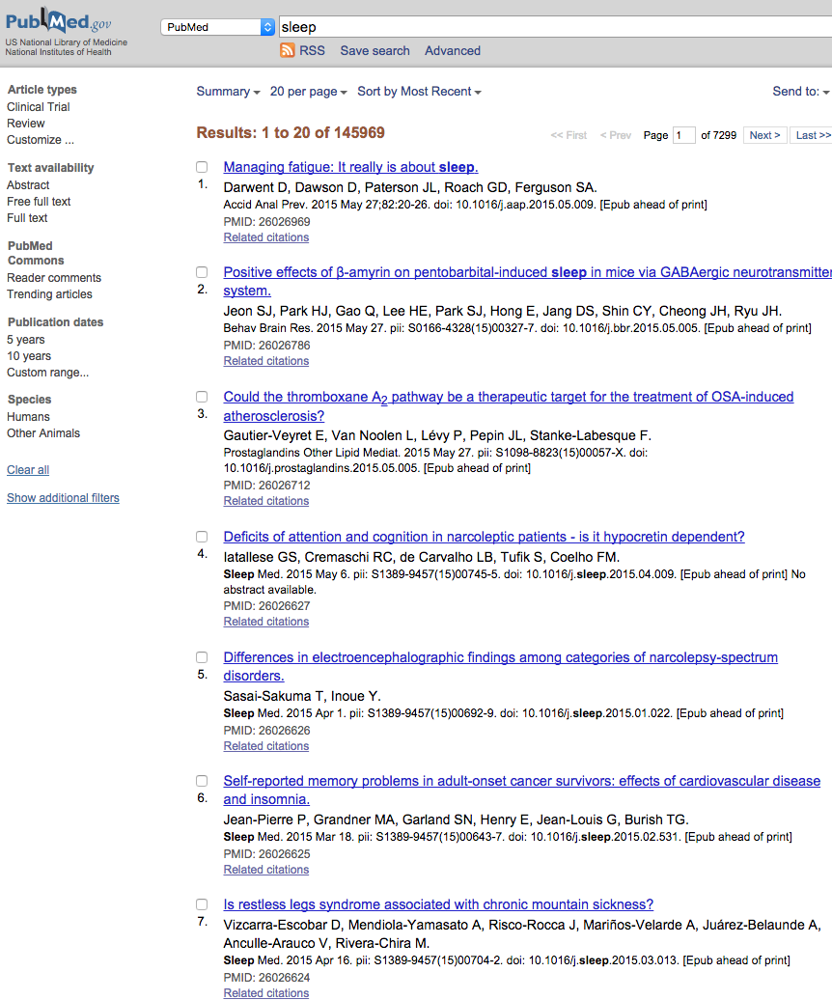 PubMed.gov
US National Library of Medicine
National Institutes of Health
PubMed
sleep
RSS Save search Advanced
Article types
Clinical Trial
Review
Customize ...
Text availability
Abstract
Free full text
Full text
PubMed
Commons
Reader comments
Trending articles
Publication dates
5 years
10 years
Custom range...
Species
Humans
Other Animals
Clear all
Show additional filters
Summary 20 per page Sort by Most Recent Send to:
Results: 1 to 20 of 145969
<< First < Prev Page 1 of 7299 Next > Last >>
Managing fatigue: It really is about sleep.
1. Darwent D, Dawson D, Paterson JL, Roach GD, Ferguson SA.
Accid Anal Prev. 2015 May 27;82:20-26. doi: 10.1016/j.aap.2015.05.009. [Epub ahead of print]
PMID: 26026969
Related citations
Positive effects of β-amyrin on pentobarbital-induced sleep in mice via GABAergic neurotransmitter
2. system.
Jeon SJ, Park HJ, Gao Q, Lee HE, Park SJ, Hong E, Jang DS, Shin CY, Cheong JH, Ryu JH.
Behav Brain Res. 2015 May 27. pii: S0166-4328(15)00327-7. doi: 10.1016/j.bbr.2015.05.005. [Epub ahead of print]
PMID: 26026786
Related citations
Could the thromboxane A2 pathway be a therapeutic target for the treatment of OSA-induced
3. atherosclerosis?
Gautier-Veyret E, Van Noolen L, Lévy P, Pepin JL, Stanke-Labesque F.
Prostaglandins Other Lipid Mediat. 2015 May 27. pii: S1098-8823(15)00057-X. doi:
10.1016/j.prostaglandins.2015.05.005. [Epub ahead of print]
PMID: 26026712
Related citations
Deficits of attention and cognition in narcoleptic patients - is it hypocretin dependent?
4. Iatallese GS, Cremaschi RC, de Carvalho LB, Tufik S, Coelho FM.
Sleep Med. 2015 May 6. pii: S1389-9457(15)00745-5. doi: 10.1016/j.sleep.2015.04.009. [Epub ahead of print] No
abstract available.
PMID: 26026627
Related citations
Differences in electroencephalographic findings among categories of narcolepsy-spectrum
5. disorders.
Sasai-Sakuma T, Inoue Y.
Sleep Med. 2015 Apr 1. pii: S1389-9457(15)00692-9. doi: 10.1016/j.sleep.2015.01.022. [Epub ahead of print]
PMID: 26026626
Related citations
Self-reported memory problems in adult-onset cancer survivors: effects of cardiovascular disease
6. and insomnia.
Jean-Pierre P, Grandner MA, Garland SN, Henry E, Jean-Louis G, Burish TG.
Sleep Med. 2015 Mar 18. pii: S1389-9457(15)00643-7. doi: 10.1016/j.sleep.2015.02.531. [Epub ahead of print]
PMID: 26026625
Related citations
Is restless legs syndrome associated with chronic mountain sickness?
7. Vizcarra-Escobar D, Mendiola-Yamasato A, Risco-Rocca J, Mariños-Velarde A, Juárez-Belaunde A,
Anculle-Arauco V, Rivera-Chira M.
Sleep Med. 2015 Apr 16. pii: S1389-9457(15)00704-2. doi: 10.1016/j.sleep.2015.03.013. [Epub ahead of print]
PMID: 26026624
Related citations